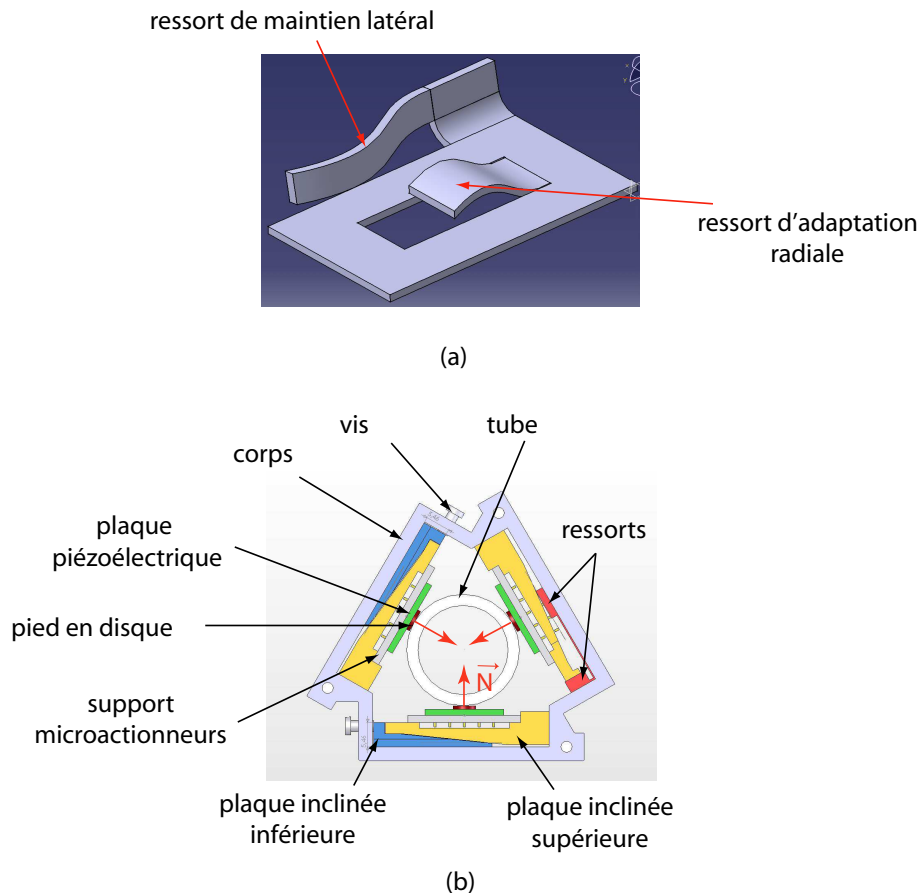 ressort de maintien latéral
ressort d'adaptation
radiale
(a)
vis
tube
corps
plaque
piézoélectrique
ressorts
pied en disque
N
support
microactionneurs
plaque inclinée
inférieure
plaque inclinée
supérieure
(b)